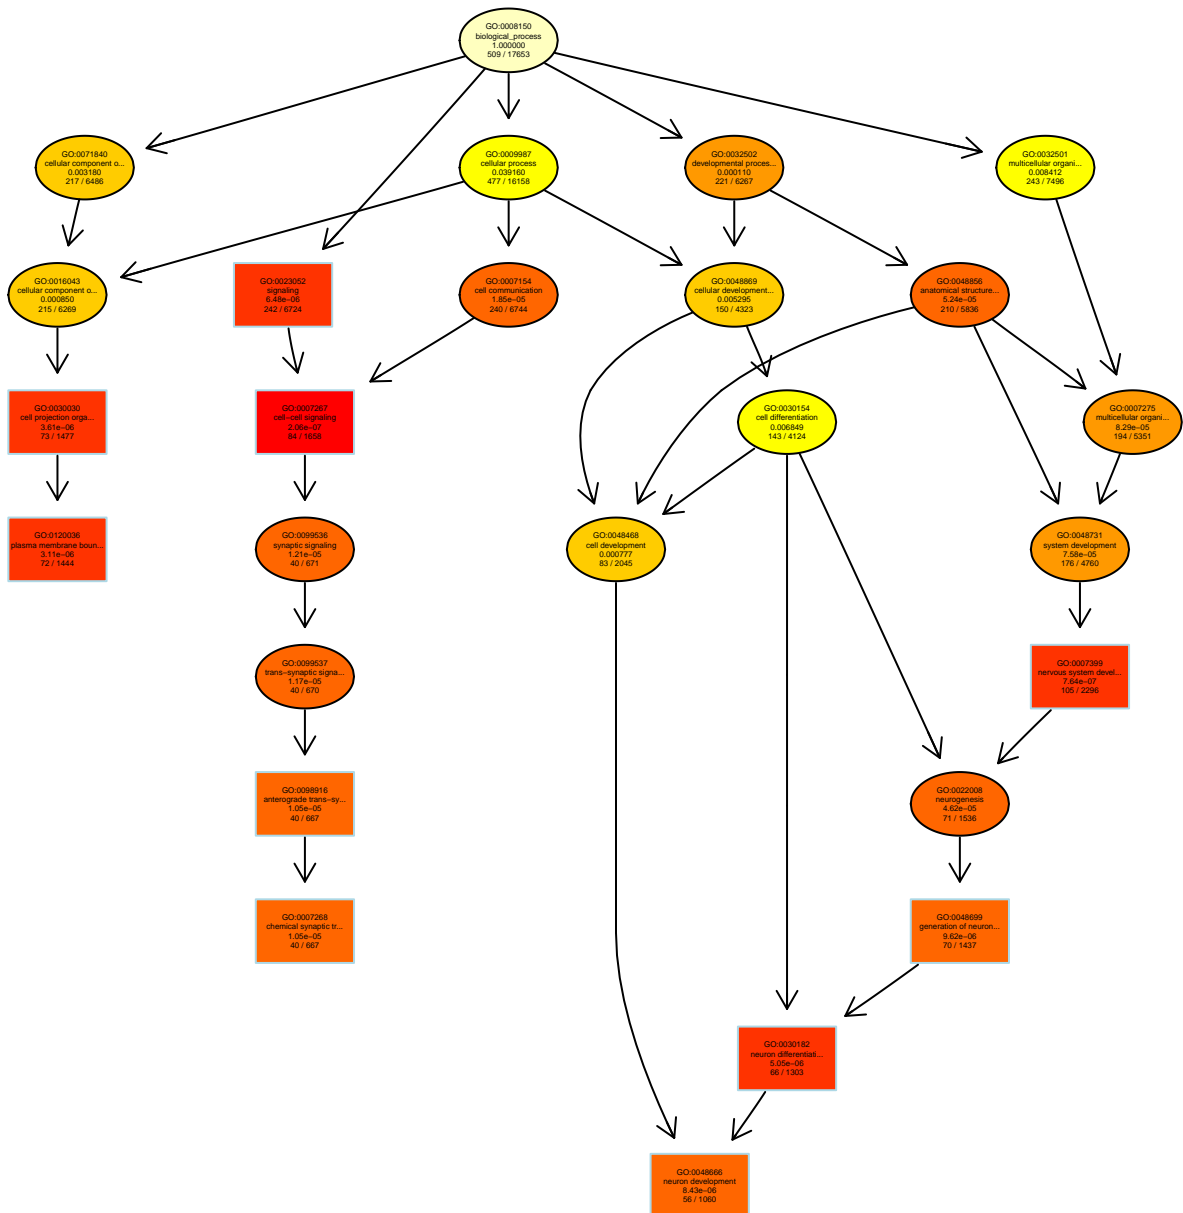 GO:0008150
biological_process
1.000000
509 / 17653
GO:0071840
cellular component o...
0.003180
217 / 6486
GO:0009987
cellular process
0.039160
477 / 16158
GO:0032502
developmental proces...
0.000110
221 / 6267
GO:0032501
multicellular organi...
0.008412
243 / 7496
GO:0016043
cellular component o...
0.000850
215 / 6269
GO:0023052
signaling
6.48e−06
242 / 6724
GO:0007154
cell communication
1.85e−05
240 / 6744
GO:0048869
cellular development...
0.005295
150 / 4323
GO:0048856
anatomical structure...
5.24e−05
210 / 5836
GO:0030030
cell projection orga...
3.61e−06
73 / 1477
GO:0007267
cell−cell signaling
2.06e−07
84 / 1658
GO:0030154
cell differentiation
0.006849
143 / 4124
GO:0007275
multicellular organi...
8.29e−05
194 / 5351
GO:0120036
plasma membrane boun...
3.11e−06
72 / 1444
GO:0099536
synaptic signaling
1.21e−05
40 / 671
GO:0048468
cell development
0.000777
83 / 2045
GO:0048731
system development
7.58e−05
176 / 4760
GO:0099537
trans−synaptic signa...
1.17e−05
40 / 670
GO:0007399
nervous system devel...
7.64e−07
105 / 2296
GO:0098916
anterograde trans−sy...
1.05e−05
40 / 667
GO:0022008
neurogenesis
4.62e−05
71 / 1536
GO:0007268
chemical synaptic tr...
1.05e−05
40 / 667
GO:0048699
generation of neuron...
9.62e−06
70 / 1437
GO:0030182
neuron differentiati...
5.05e−06
66 / 1303
GO:0048666
neuron development
8.43e−06
56 / 1060